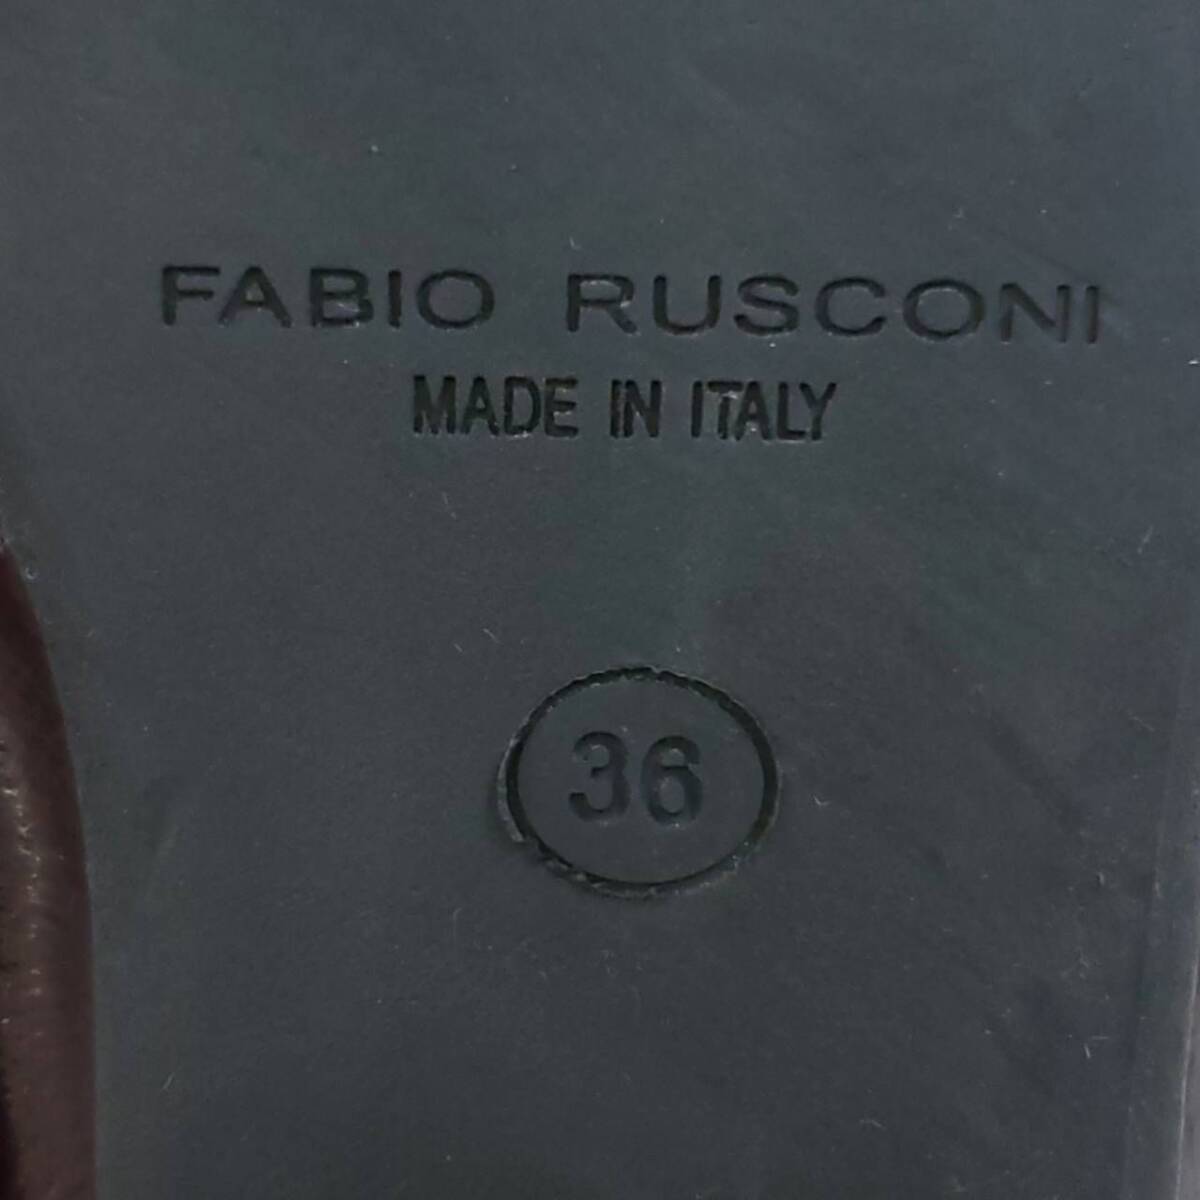 FABIO RUSCONI
MADE IN ITALY
36